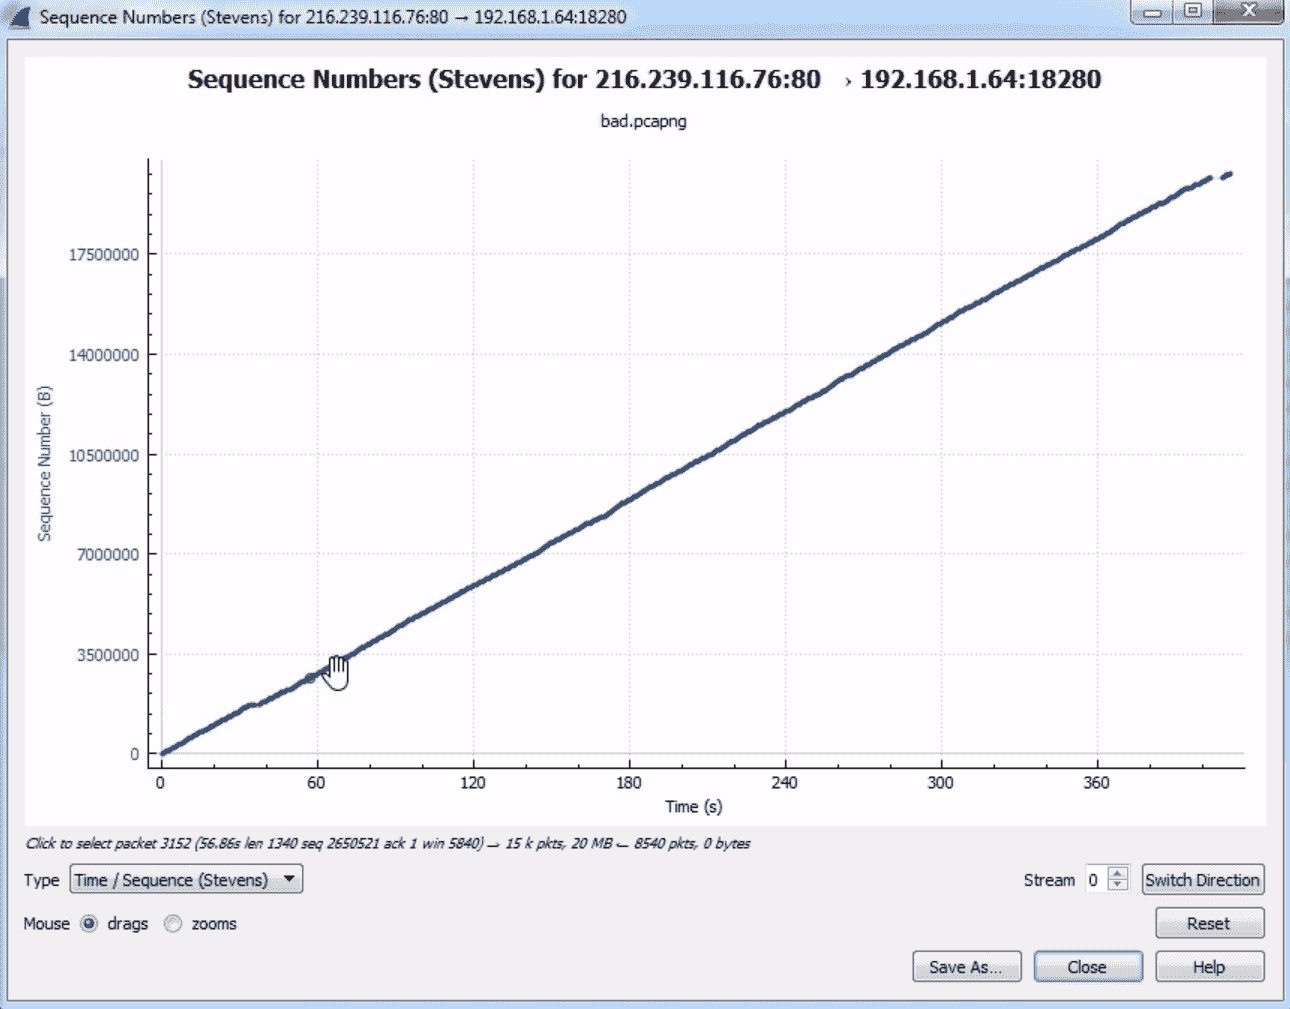 Sequence Numbers (Stevens) for 216.239.116.76:80 → 192.168.1.64:18280
Sequence Numbers (Stevens) for 216.239.116.76:80 › 192.168.1.64:18280
bad.pcapng
17500000
14000000
10500000
7000000
3500000
0
Sequence Number (B)
0 60 120 180 240 300 360
Time (s)
Click to select packet 3152 (56.86s len 1340 seq 2650521 ack 1 win 5840) → 15 k pkts, 20 MB ← 8540 pkts, 0 bytes
Type Time / Sequence (Stevens) Stream 0 Switch Direction
Mouse drags zooms Reset
Save As... Close Help